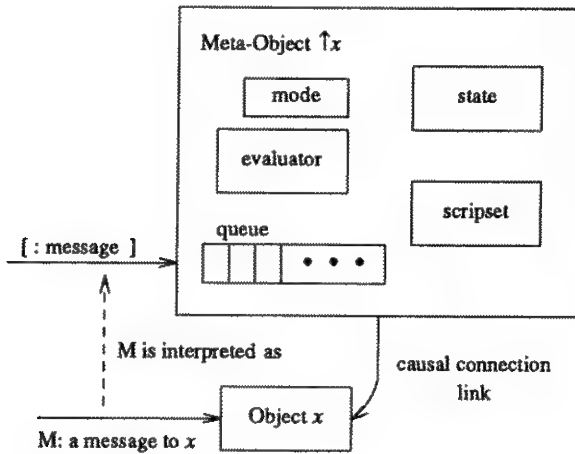 Meta-Object ↑x
mode
state
evaluator
scripset
queue
[ : message ]
M is interpreted as
causal connection
link
Object x
M: a message to x